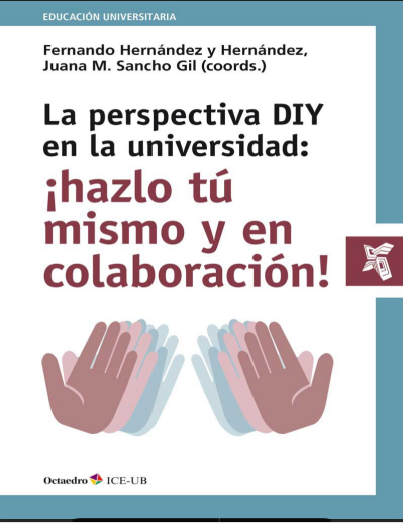 EDUCACIÓN UNIVERSITARIA
Fernando Hernández y Hernández,
Juana M. Sancho Gil (coords.)
La perspectiva DIY
en la universidad:
¡hazlo tú
mismo y en
colaboración!
Octaedro ICE-UB